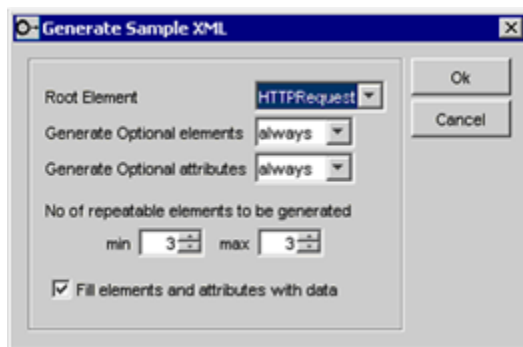 Generate Sample XML
Root Element HTTPRequest
Generate Optional elements always
Generate Optional attributes always
No of repeatable elements to be generated
min 3 max 3
Fill elements and attributes with data
Ok
Cancel